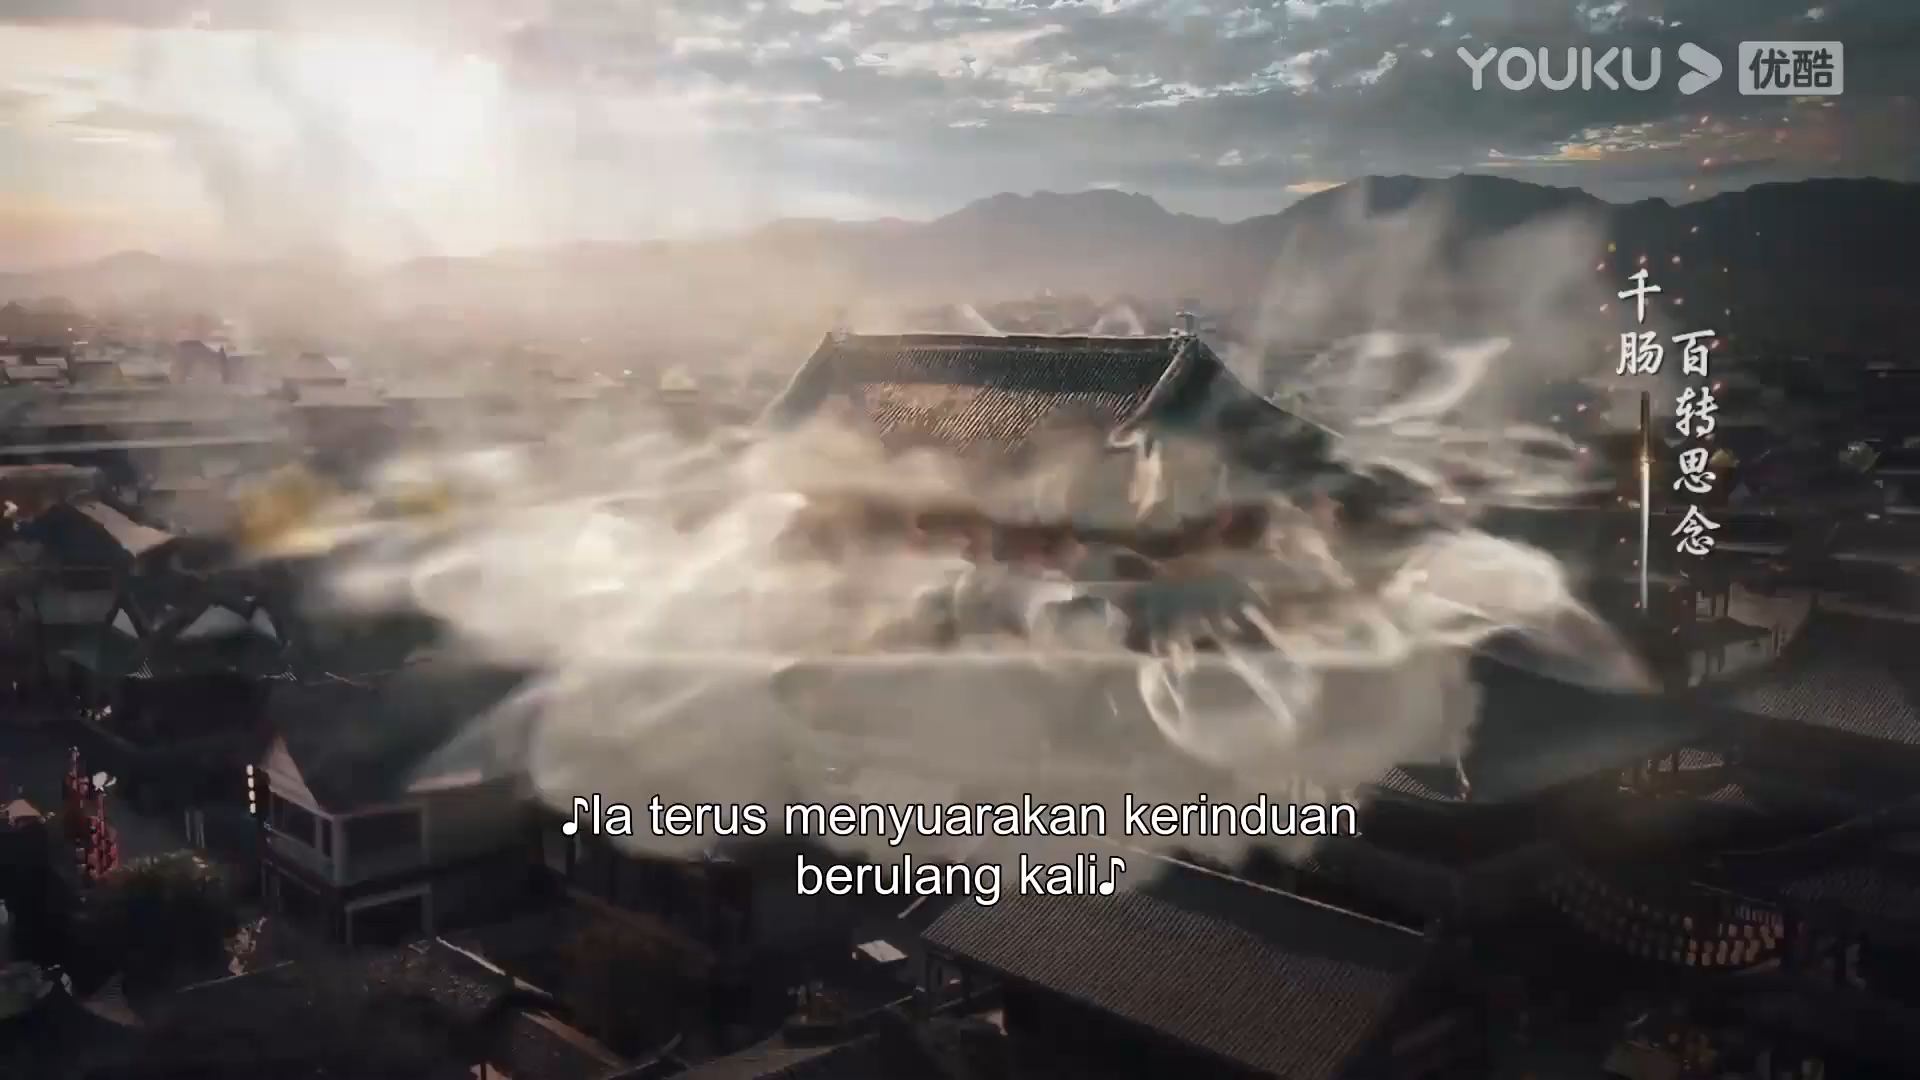 YOUKU 优酷
百转思念
千肠
♪Ia terus menyuarakan kerinduan
berulang kali♪